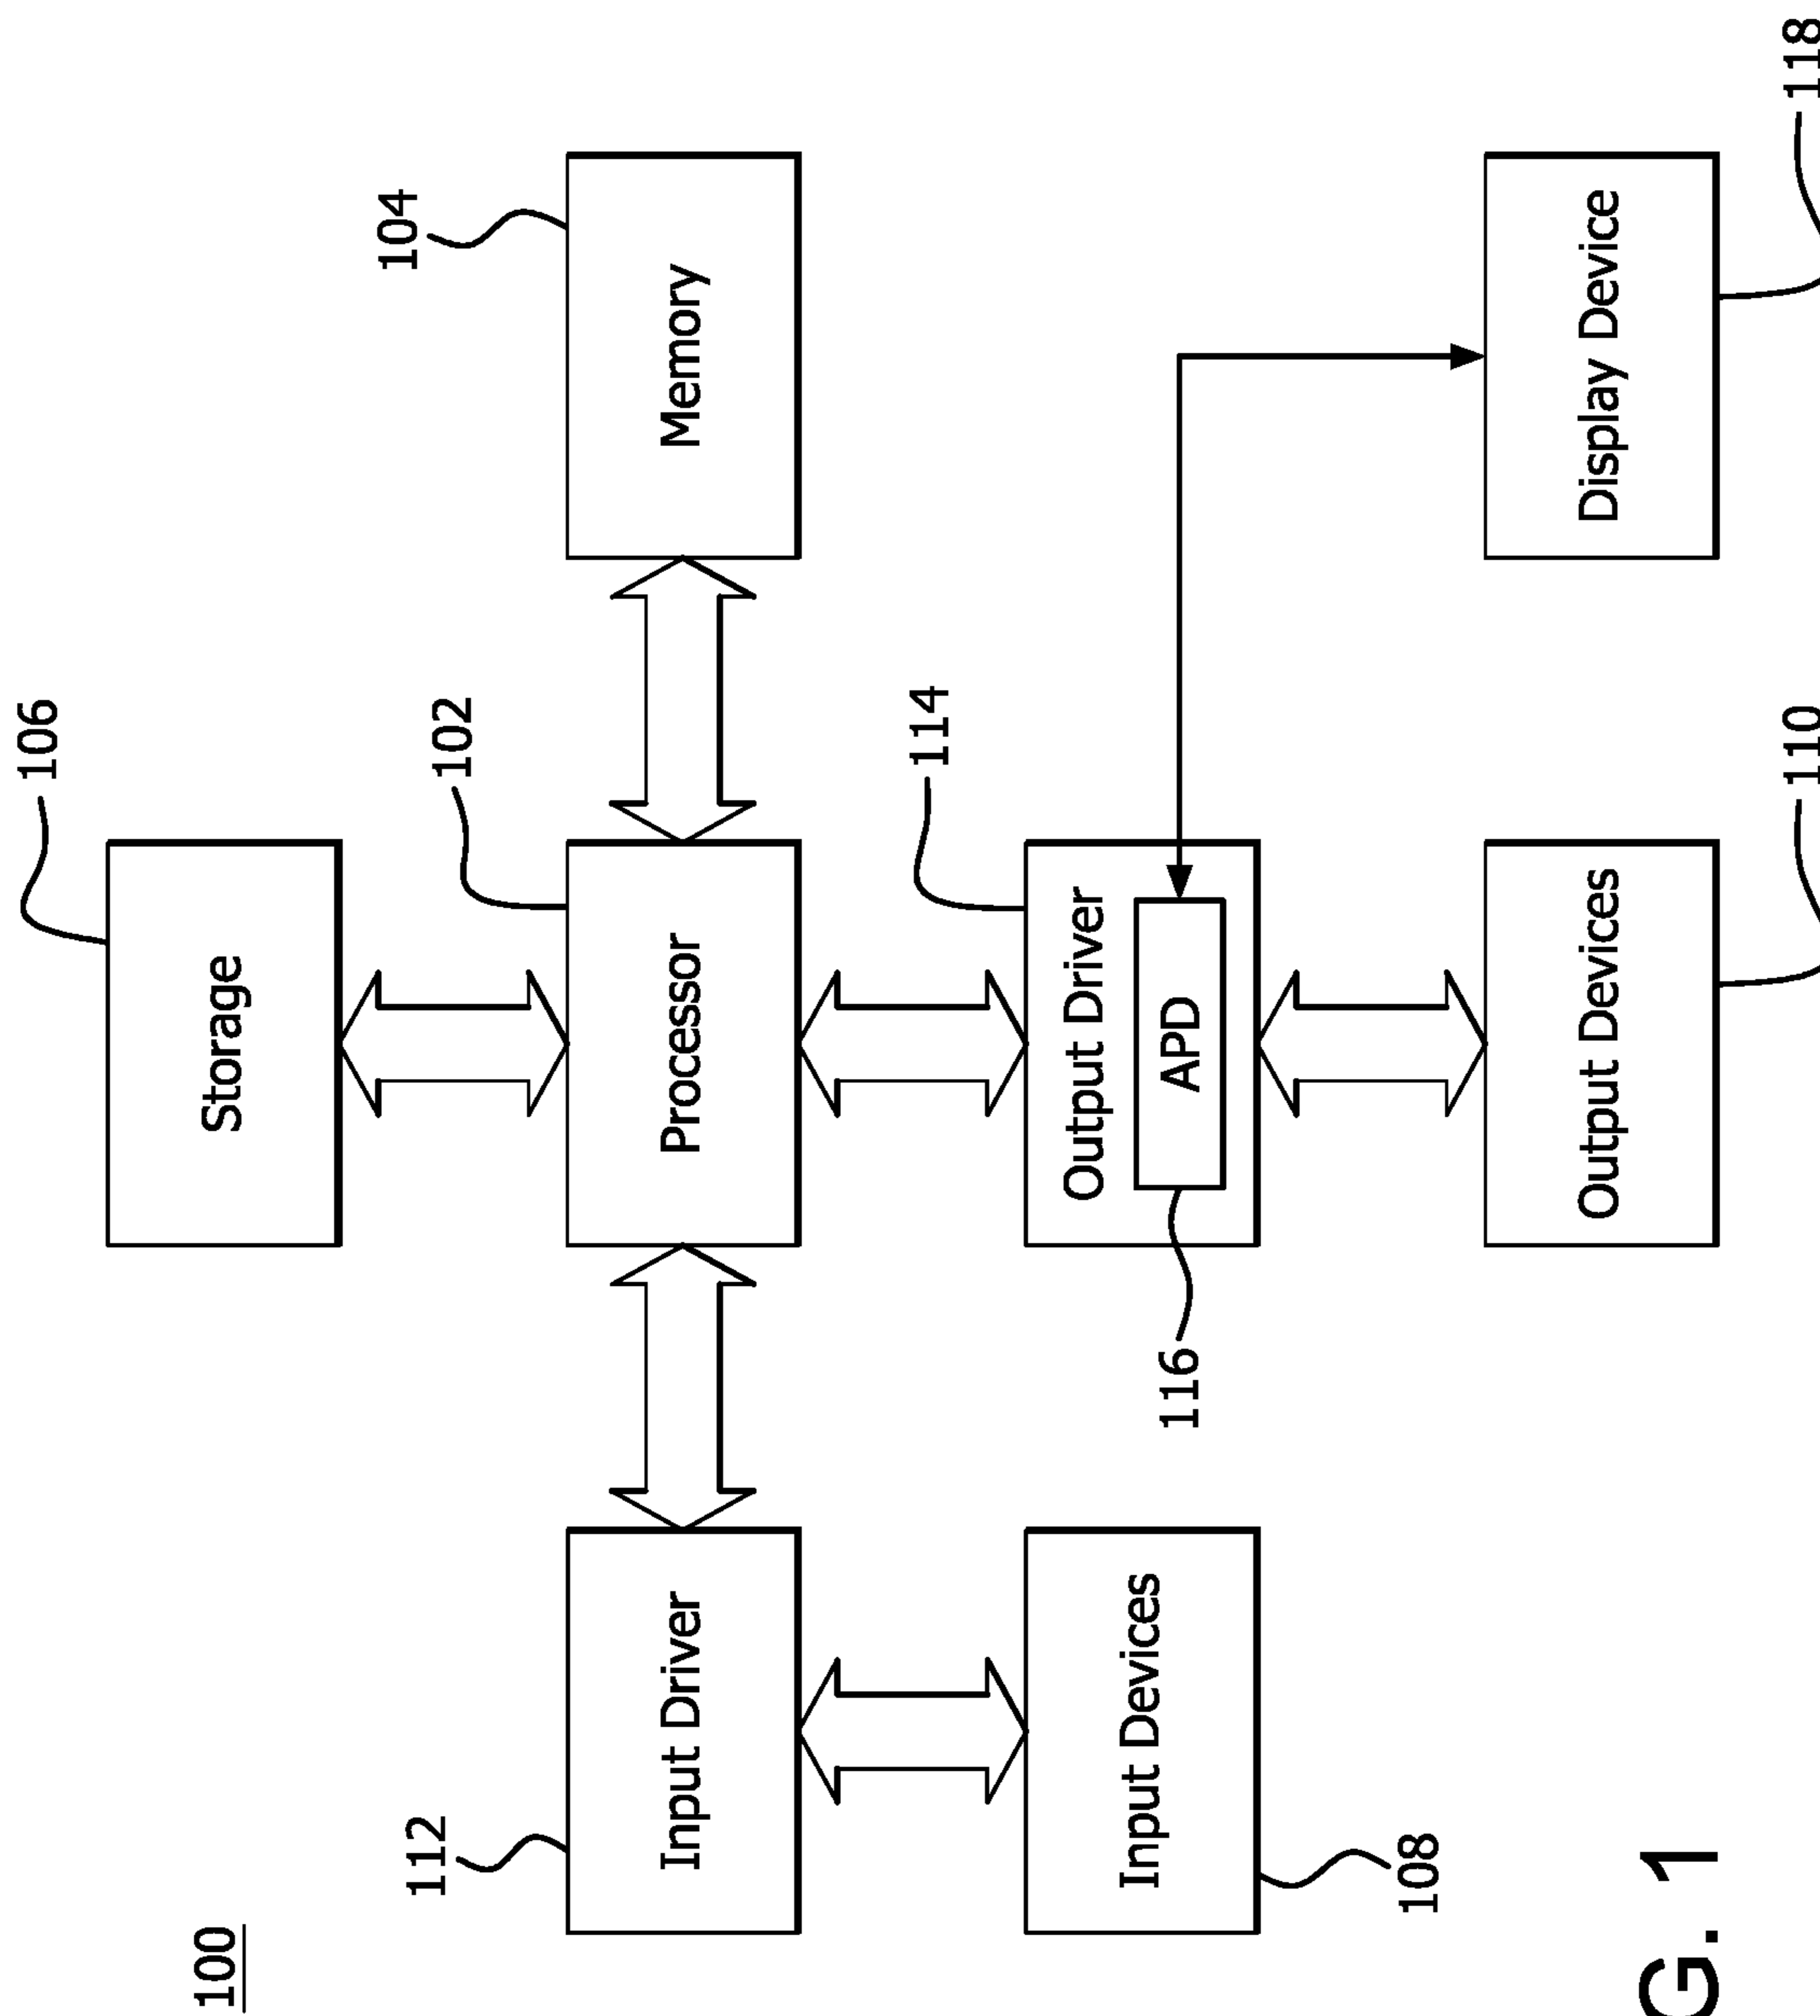 100
106
Storage
102
112
104
Input Driver
Processor
Memory
114
Output Driver
APD
116
Input Devices
108
Output Devices
110
Display Device
118
G. 1